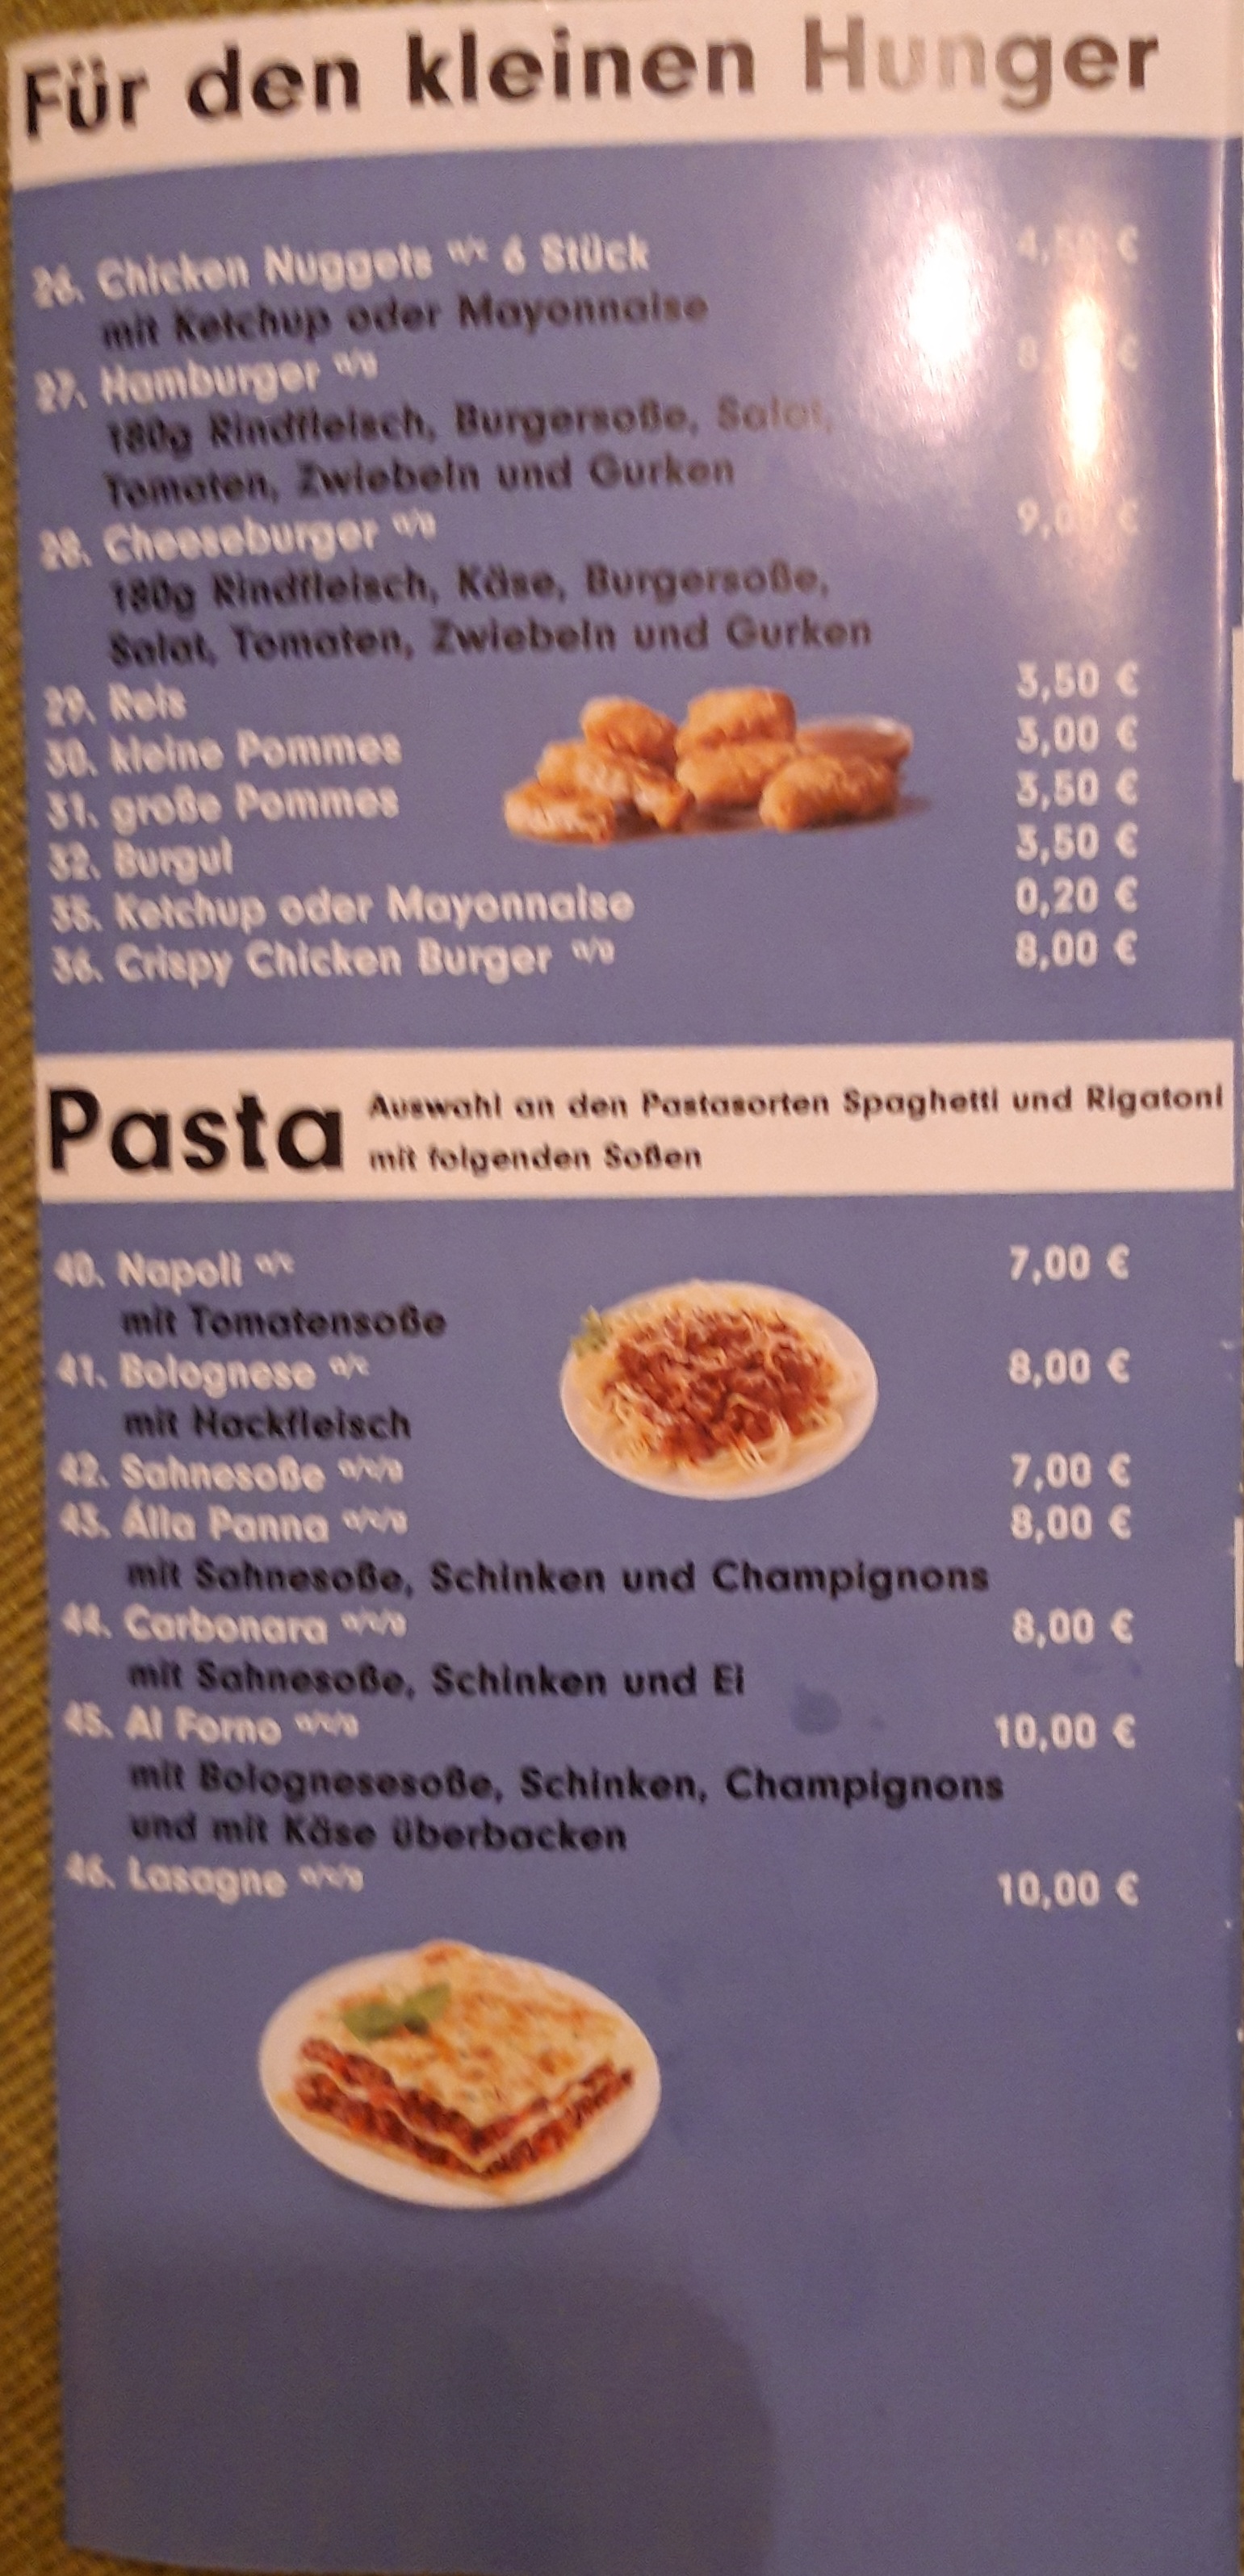 Für den kleinen Hunger
26. Chicken Nuggets 6 Stück
mit Ketchup oder Mayonnaise
27. Hamburger
180g Rindfleisch, Burgersoße, Salat,
Tomaten, Zwiebeln und Gurken
28. Cheeseburger
180g Rindfleisch, Käse, Burgersoße,
Salat, Tomaten, Zwiebeln und Gurken
29. Reis 3,50 €
30. kleine Pommes 3,00 €
31. große Pommes 3,50 €
32. Burgul 3,50 €
35. Ketchup oder Mayonnaise 0,20 €
36. Crispy Chicken Burger 8,00 €
Pasta
Auswahl an den Pastasorten Spaghetti und Rigatoni
mit folgenden Soßen
40. Napoli 7,00 €
mit Tomatensoße
41. Bolognese 8,00 €
mit Hackfleisch
42. Sahnesoße 7,00 €
43. Álla Panna 8,00 €
mit Sahnesoße, Schinken und Champignons
44. Carbonara 8,00 €
mit Sahnesoße, Schinken und Ei
45. Al Forno 10,00 €
mit Bolognesesoße, Schinken, Champignons
und mit Käse überbacken
46. Lasagne 10,00 €